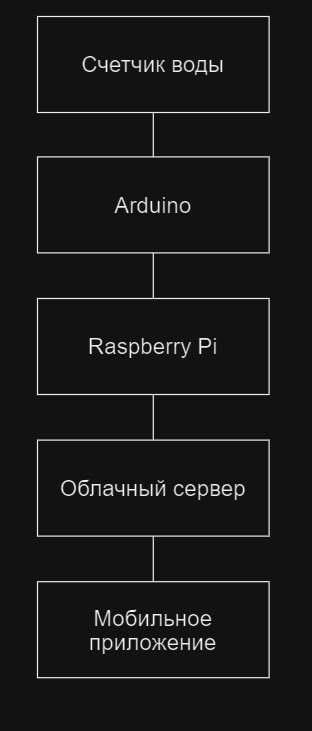 Счетчик воды
Arduino
Raspberry Pi
Облачный сервер
Мобильное
приложение